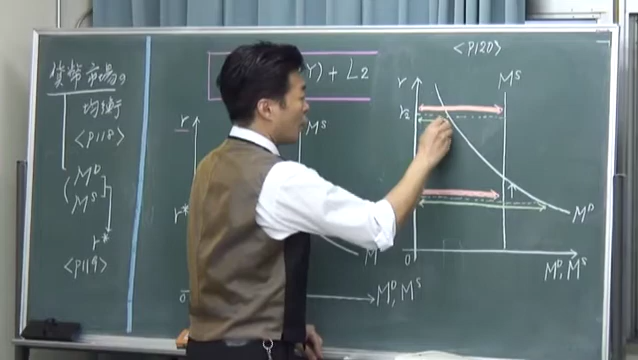 貨幣市場の
均衡
<P118>
(M^D
M^S)
r*
<P119>
Y) + L2
r
M^S
r*
M
0
M^D, M^S
<P120>
r
M^S
r2
M^D
0
M^D, M^S